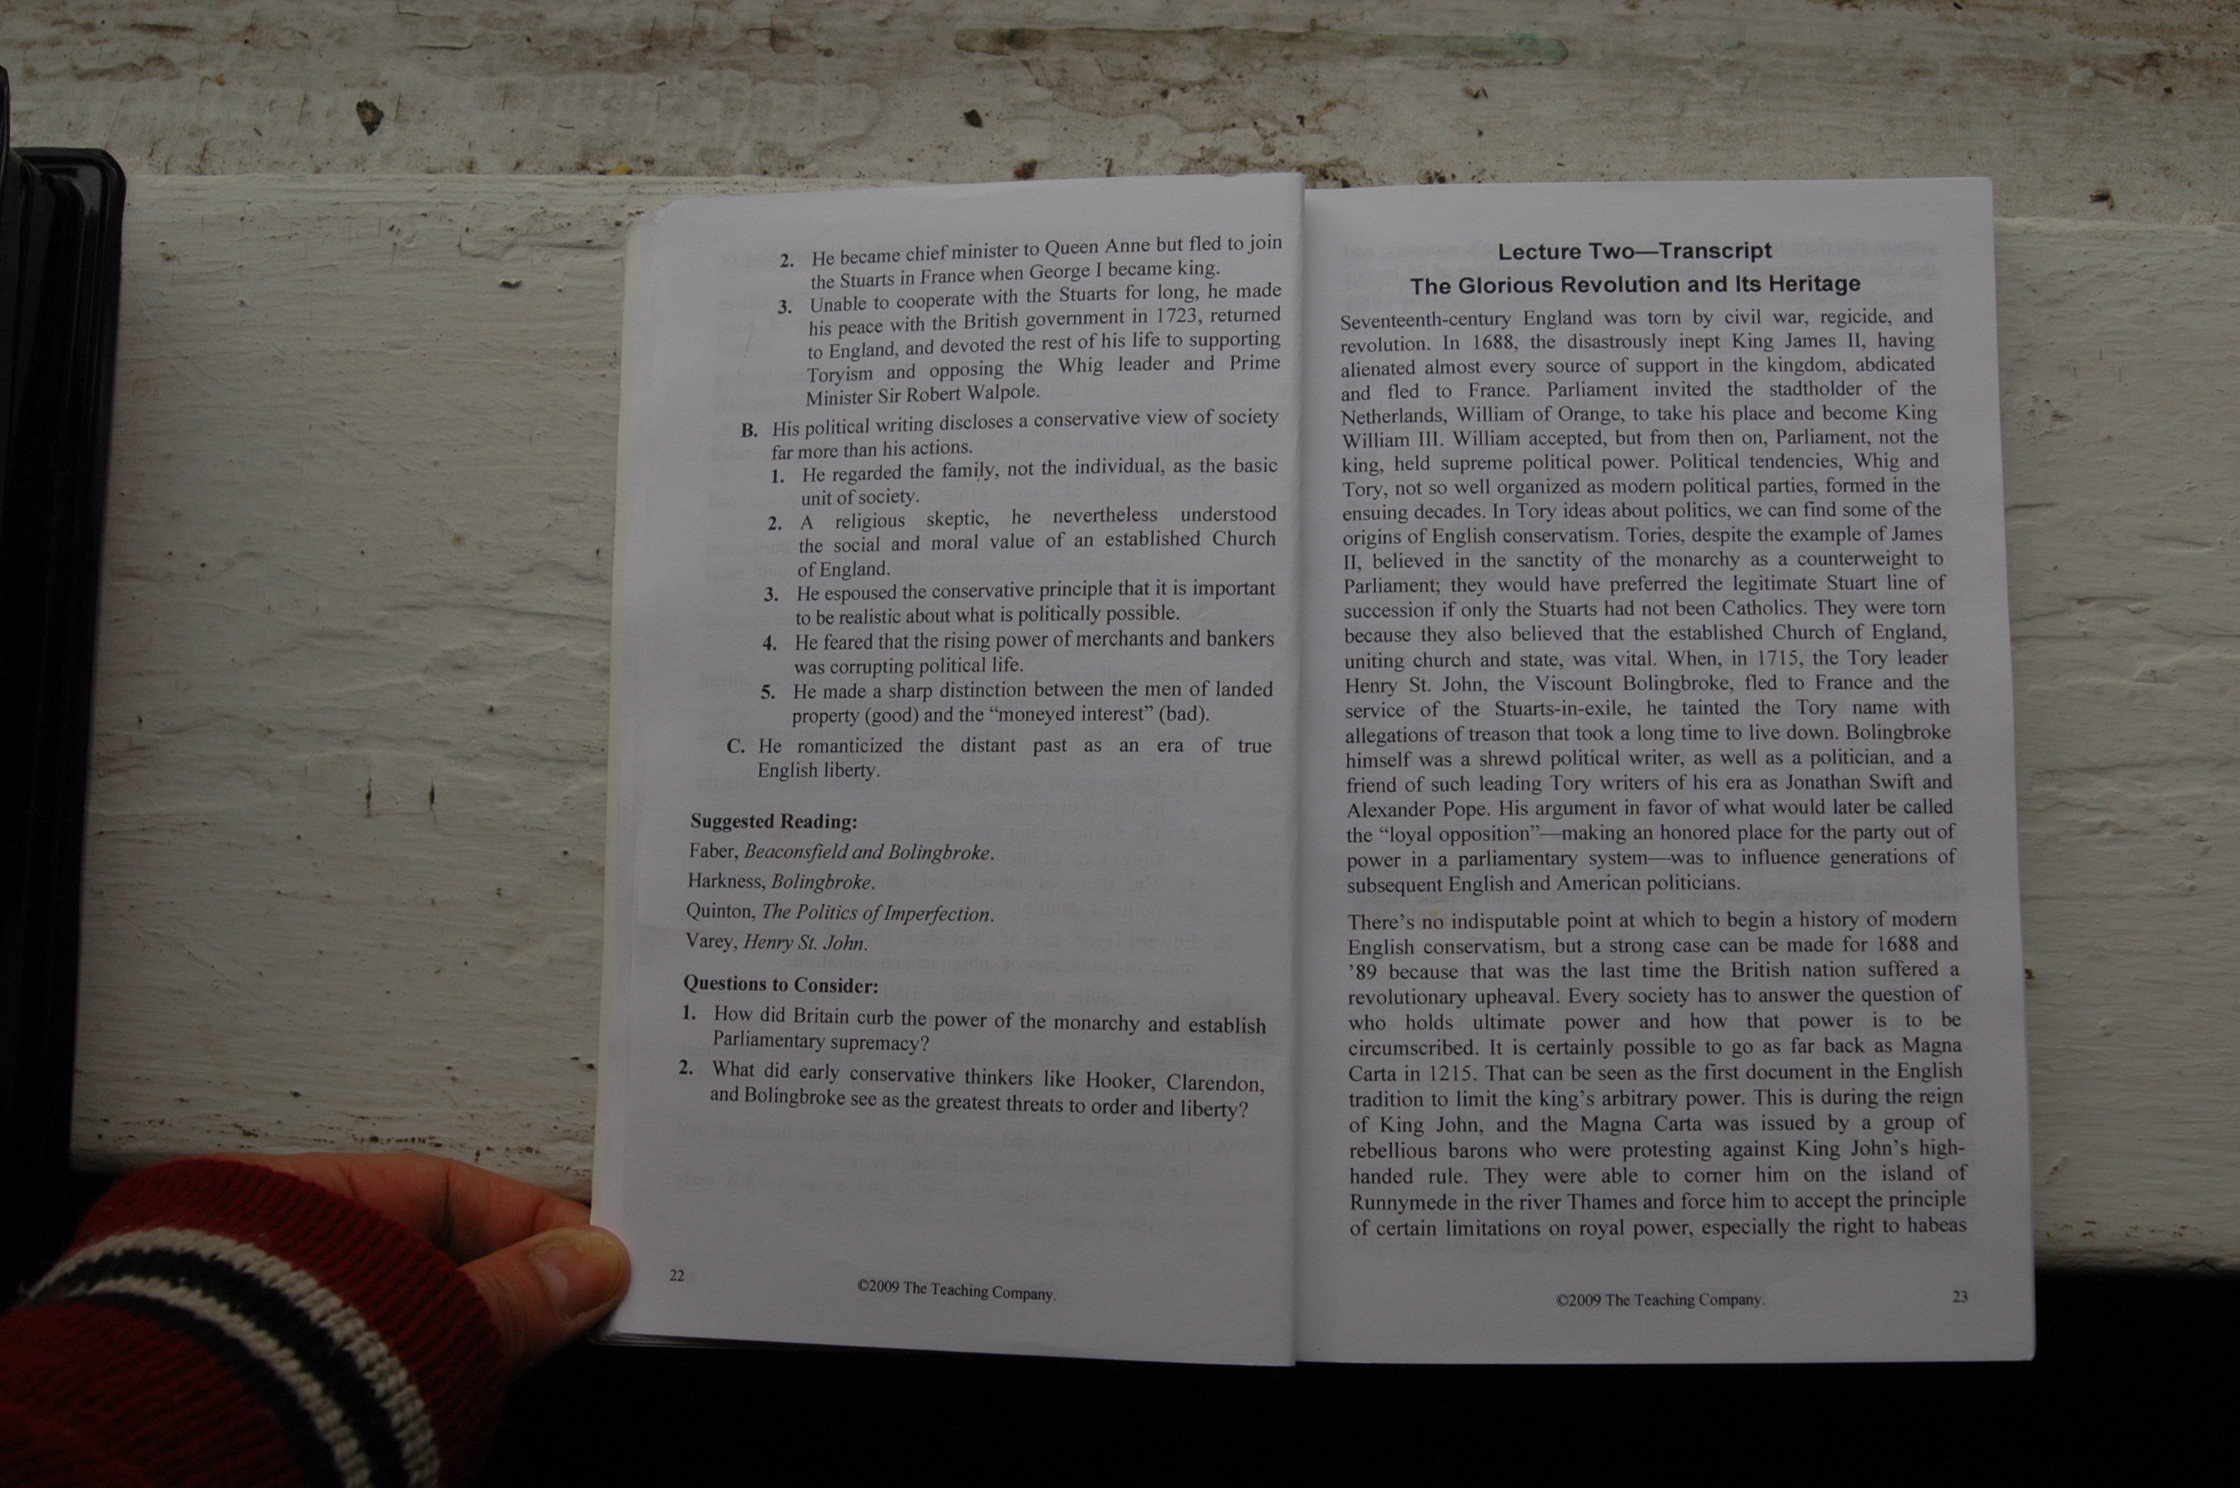 2. He became chief minister to Queen Anne but fled to join
the Stuarts in France when George I became king.
3. Unable to cooperate with the Stuarts for long, he made
his peace with the British government in 1723, returned
to England, and devoted the rest of his life to supporting
Toryism and opposing the Whig leader and Prime
Minister Sir Robert Walpole.
B. His political writing discloses a conservative view of society
far more than his actions.
1. He regarded the family, not the individual, as the basic
unit of society.
2. A religious skeptic, he nevertheless understood
the social and moral value of an established Church
of England.
3. He espoused the conservative principle that it is important
to be realistic about what is politically possible.
4. He feared that the rising power of merchants and bankers
was corrupting political life.
5. He made a sharp distinction between the men of landed
property (good) and the “moneyed interest” (bad).
C. He romanticized the distant past as an era of true
English liberty.
Suggested Reading:
Faber, Beaconsfield and Bolingbroke.
Harkness, Bolingbroke.
Quinton, The Politics of Imperfection.
Varey, Henry St. John.
Questions to Consider:
1. How did Britain curb the power of the monarchy and establish
Parliamentary supremacy?
2. What did early conservative thinkers like Hooker, Clarendon,
and Bolingbroke see as the greatest threats to order and liberty?
22
©2009 The Teaching Company.
Lecture Two—Transcript
The Glorious Revolution and Its Heritage
Seventeenth-century England was torn by civil war, regicide, and
revolution. In 1688, the disastrously inept King James II, having
alienated almost every source of support in the kingdom, abdicated
and fled to France. Parliament invited the stadtholder of the
Netherlands, William of Orange, to take his place and become King
William III. William accepted, but from then on, Parliament, not the
king, held supreme political power. Political tendencies, Whig and
Tory, not so well organized as modern political parties, formed in the
ensuing decades. In Tory ideas about politics, we can find some of the
origins of English conservatism. Tories, despite the example of James
II, believed in the sanctity of the monarchy as a counterweight to
Parliament; they would have preferred the legitimate Stuart line of
succession if only the Stuarts had not been Catholics. They were torn
because they also believed that the established Church of England,
uniting church and state, was vital. When, in 1715, the Tory leader
Henry St. John, the Viscount Bolingbroke, fled to France and the
service of the Stuarts-in-exile, he tainted the Tory name with
allegations of treason that took a long time to live down. Bolingbroke
himself was a shrewd political writer, as well as a politician, and a
friend of such leading Tory writers of his era as Jonathan Swift and
Alexander Pope. His argument in favor of what would later be called
the “loyal opposition”—making an honored place for the party out of
power in a parliamentary system—was to influence generations of
subsequent English and American politicians.
There’s no indisputable point at which to begin a history of modern
English conservatism, but a strong case can be made for 1688 and
’89 because that was the last time the British nation suffered a
revolutionary upheaval. Every society has to answer the question of
who holds ultimate power and how that power is to be
circumscribed. It is certainly possible to go as far back as Magna
Carta in 1215. That can be seen as the first document in the English
tradition to limit the king’s arbitrary power. This is during the reign
of King John, and the Magna Carta was issued by a group of
rebellious barons who were protesting against King John’s high-
handed rule. They were able to corner him on the island of
Runnymede in the river Thames and force him to accept the principle
of certain limitations on royal power, especially the right to habeas
©2009 The Teaching Company.
23